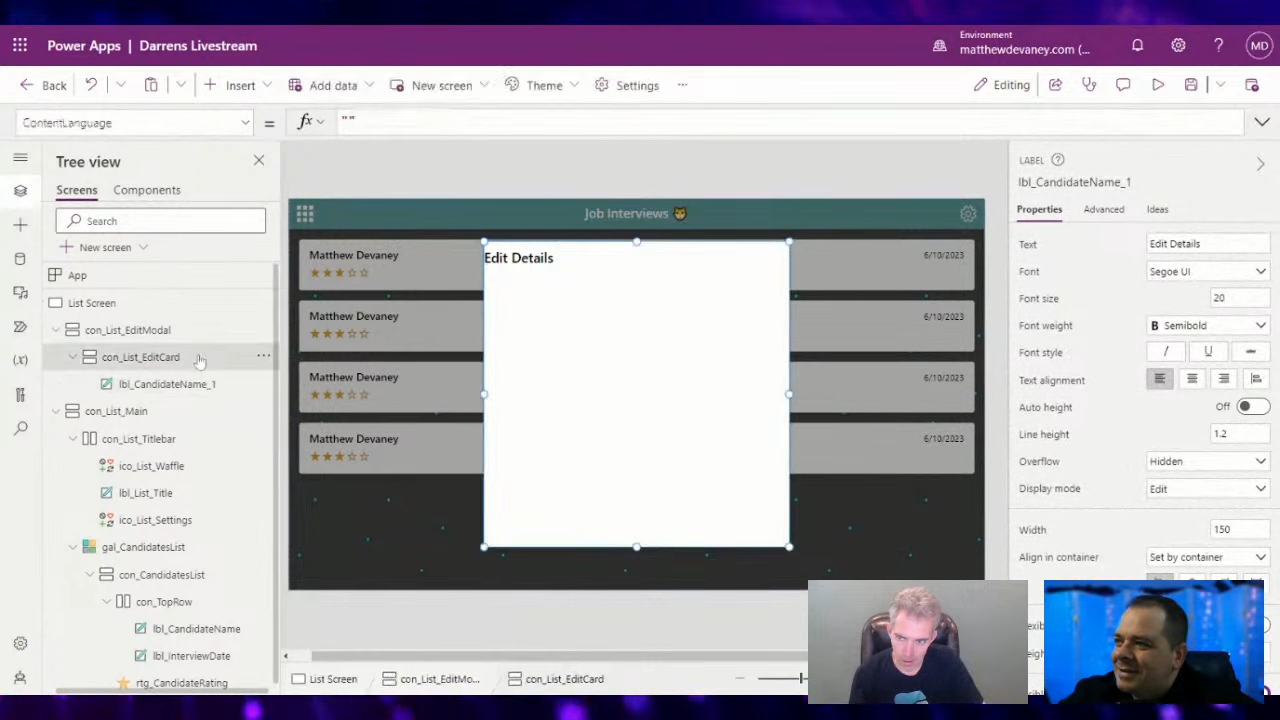 Power Apps | Darrens Livestream
Environment
matthewdevaney.com (...
MD
Back
Insert
Add data
New screen
Theme
Settings
...
Editing
ContentLanguage
=
fx
""
Tree view
Screens
Components
Search
New screen
App
List Screen
con_List_EditModal
con_List_EditCard
...
lbl_CandidateName_1
con_List_Main
con_List_Titlebar
ico_List_Waffle
lbl_List_Title
ico_List_Settings
gal_CandidatesList
con_CandidatesList
con_TopRow
lbl_CandidateName
lbl_InterviewDate
rtg_CandidateRating
Job Interviews
Matthew Devaney
6/10/2023
Edit Details
Matthew Devaney
6/10/2023
Matthew Devaney
6/10/2023
Matthew Devaney
6/10/2023
List Screen
con_List_EditMo...
con_List_EditCard
LABEL
lbl_CandidateName_1
Properties
Advanced
Ideas
Text
Edit Details
Font
Segoe UI
Font size
20
Font weight
B Semibold
Font style
/ U
Text alignment
Auto height
Off
Line height
1.2
Overflow
Hidden
Display mode
Edit
Width
150
Align in container
Set by container